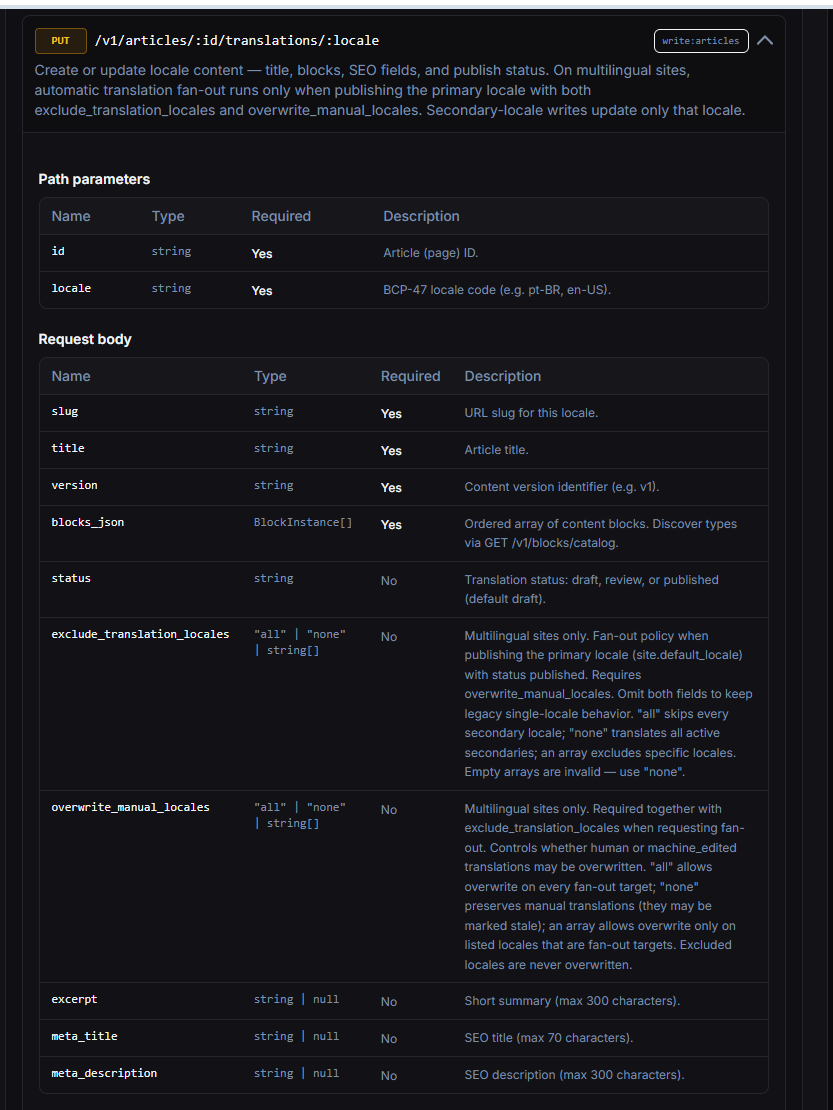 PUT /v1/articles/:id/translations/:locale write:articles
Create or update locale content — title, blocks, SEO fields, and publish status. On multilingual sites,
automatic translation fan-out runs only when publishing the primary locale with both
exclude_translation_locales and overwrite_manual_locales. Secondary-locale writes update only that locale.
Path parameters
Name Type Required Description
id string Yes Article (page) ID.
locale string Yes BCP-47 locale code (e.g. pt-BR, en-US).
Request body
Name Type Required Description
slug string Yes URL slug for this locale.
title string Yes Article title.
version string Yes Content version identifier (e.g. v1).
blocks_json BlockInstance[] Yes Ordered array of content blocks. Discover types
via GET /v1/blocks/catalog.
status string No Translation status: draft, review, or published
(default draft).
exclude_translation_locales "all" | "none" No Multilingual sites only. Fan-out policy when
| string[] publishing the primary locale (site.default_locale)
with status published. Requires
overwrite_manual_locales. Omit both fields to keep
legacy single-locale behavior. "all" skips every
secondary locale; "none" translates all active
secondaries; an array excludes specific locales.
Empty arrays are invalid — use "none".
overwrite_manual_locales "all" | "none" No Multilingual sites only. Required together with
| string[] exclude_translation_locales when requesting fan-
out. Controls whether human or machine_edited
translations may be overwritten. "all" allows
overwrite on every fan-out target; "none"
preserves manual translations (they may be
marked stale); an array allows overwrite only on
listed locales that are fan-out targets. Excluded
locales are never overwritten.
excerpt string | null No Short summary (max 300 characters).
meta_title string | null No SEO title (max 70 characters).
meta_description string | null No SEO description (max 300 characters).